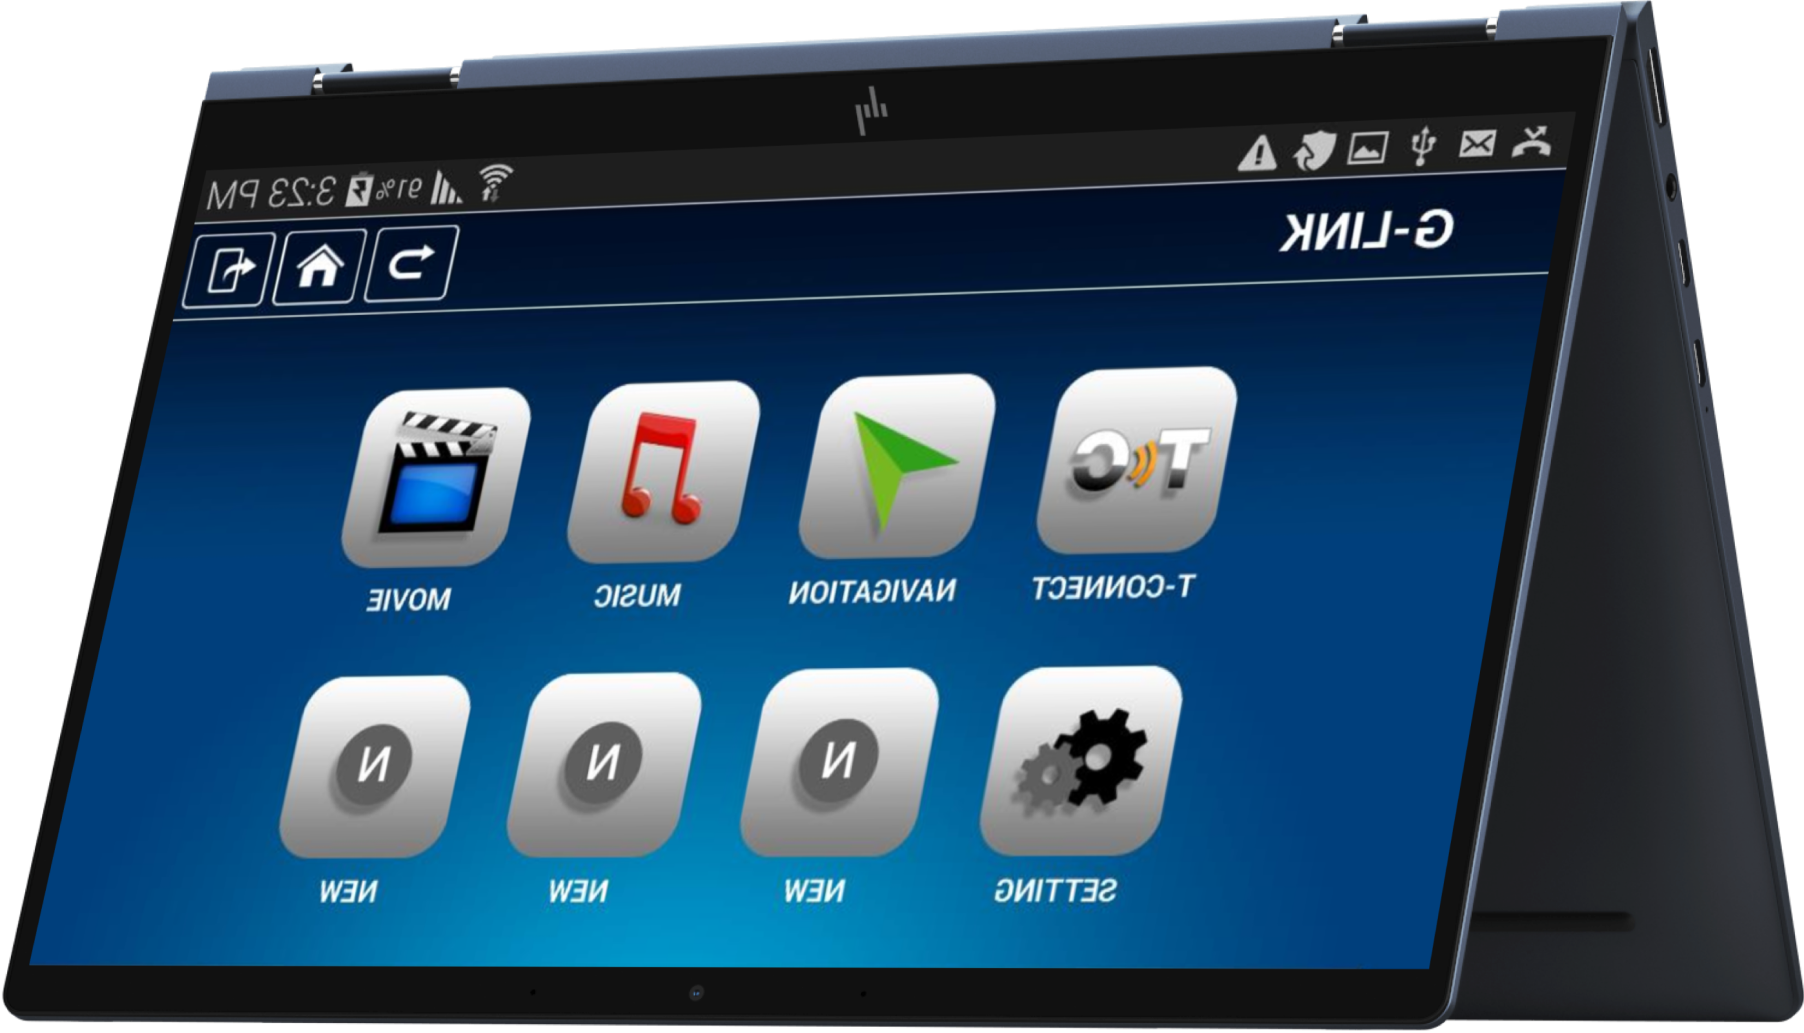 91% 3:23 PM
G-LINK
T-CONNECT NAVIGATION MUSIC MOVIE
N N N
SETTING NEW NEW NEW